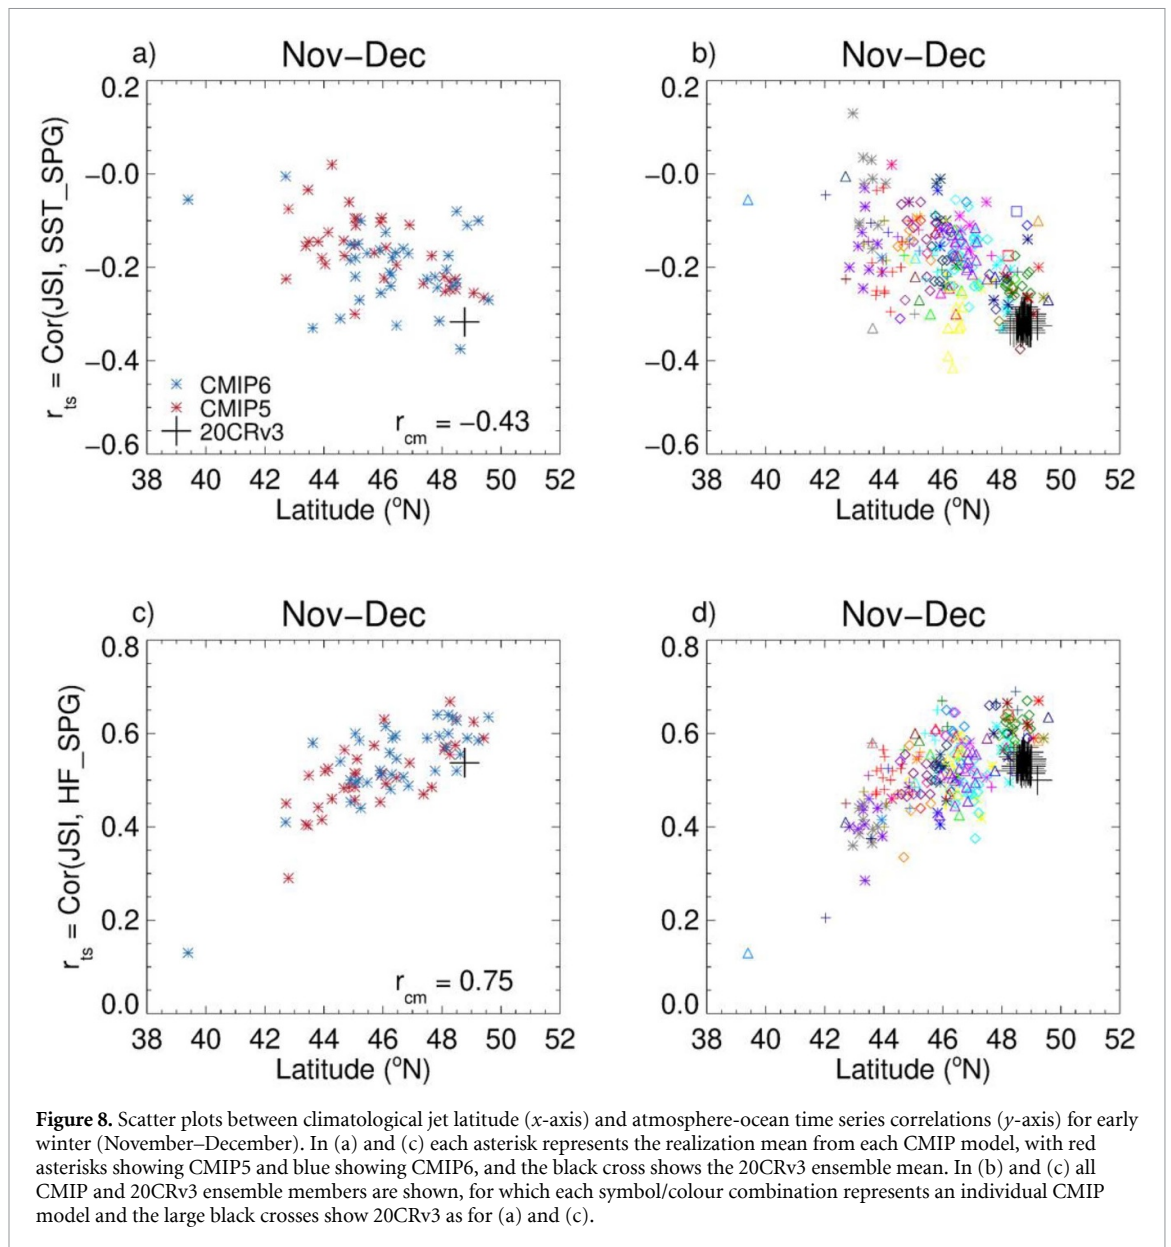 a) Nov–Dec
b) Nov–Dec
r_ts = Cor(JSI, SST_SPG)
0.2
−0.0
−0.2
−0.4
−0.6
CMIP6
CMIP5
20CRv3
r_cm = −0.43
38 40 42 44 46 48 50 52
Latitude (°N)
0.2
−0.0
−0.2
−0.4
−0.6
38 40 42 44 46 48 50 52
Latitude (°N)
c) Nov–Dec
d) Nov–Dec
r_ts = Cor(JSI, HF_SPG)
0.8
0.6
0.4
0.2
0.0
r_cm = 0.75
38 40 42 44 46 48 50 52
Latitude (°N)
0.8
0.6
0.4
0.2
0.0
38 40 42 44 46 48 50 52
Latitude (°N)
Figure 8. Scatter plots between climatological jet latitude (x-axis) and atmosphere-ocean time series correlations (y-axis) for early
winter (November–December). In (a) and (c) each asterisk represents the realization mean from each CMIP model, with red
asterisks showing CMIP5 and blue showing CMIP6, and the black cross shows the 20CRv3 ensemble mean. In (b) and (c) all
CMIP and 20CRv3 ensemble members are shown, for which each symbol/colour combination represents an individual CMIP
model and the large black crosses show 20CRv3 as for (a) and (c).